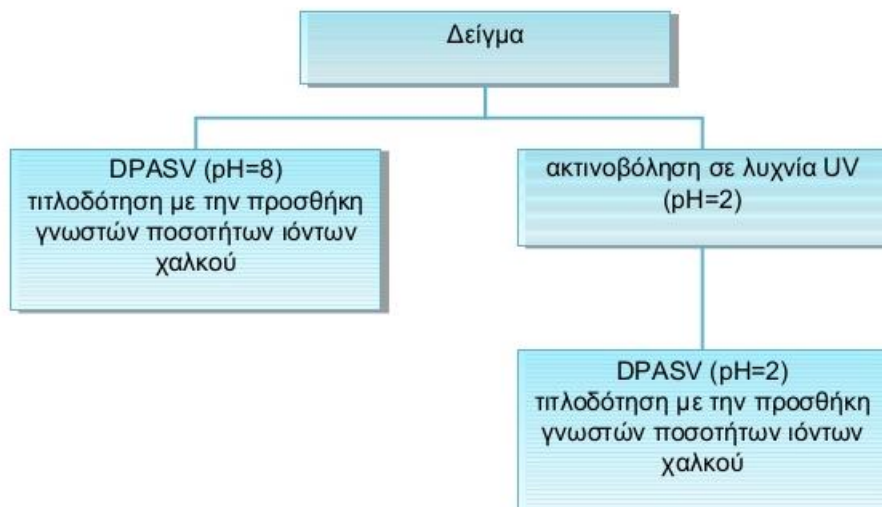 Δείγμα
DPASV (pH=8)
τιτλοδότηση με την προσθήκη
γνωστών ποσοτήτων ιόντων
χαλκού
ακτινοβόληση σε λυχνία UV
(pH=2)
DPASV (pH=2)
τιτλοδότηση με την προσθήκη
γνωστών ποσοτήτων ιόντων
χαλκού